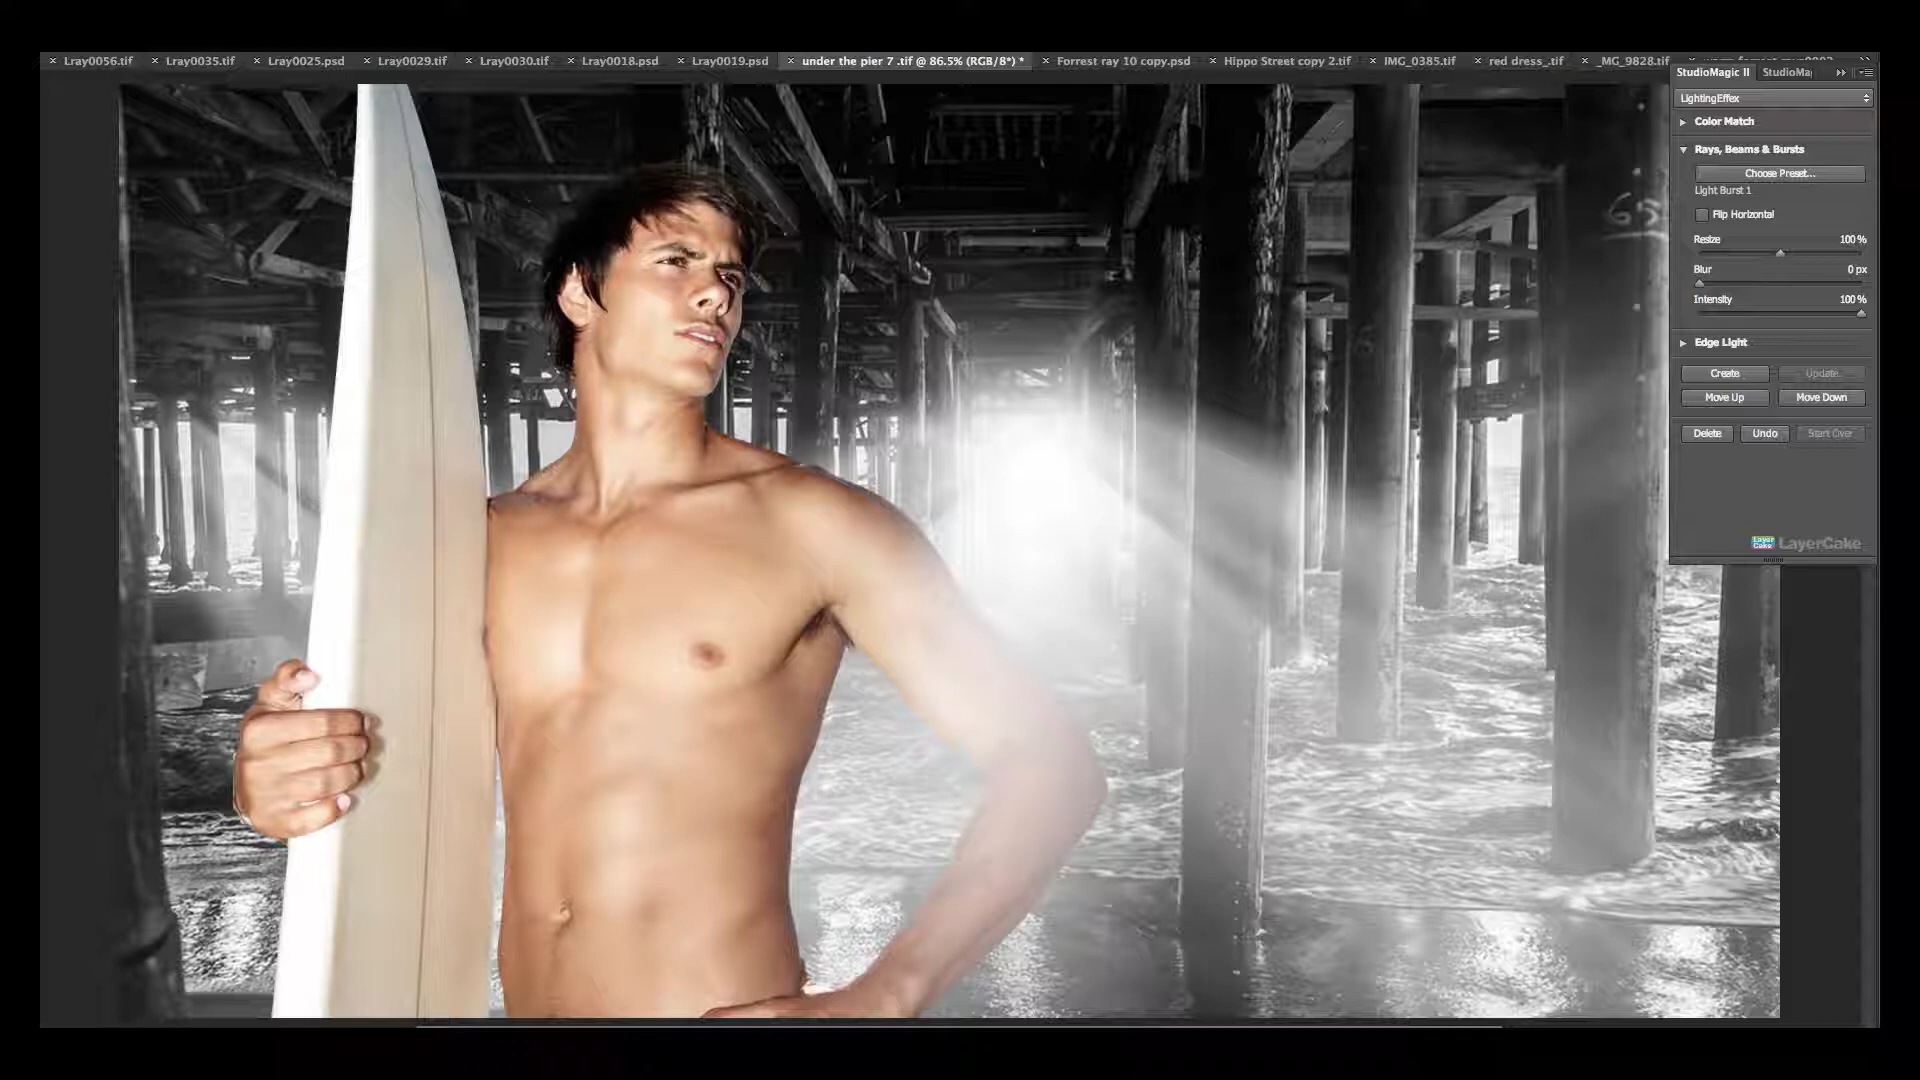 × Lray0056.tif × Lray0035.tif × Lray0025.psd × Lray0029.tif × Lray0030.tif × Lray0018.psd × Lray0019.psd × under the pier 7 .tif @ 86.5% (RGB/8*) * × Forrest ray 10 copy.psd × Hippo Street copy 2.tif × IMG_0385.tif × red dress_.tif × _MG_9828.tif
StudioMagic II StudioMa
LightingEffex
Color Match
Rays, Beams & Bursts
Choose Preset...
Light Burst 1
Flip Horizontal
Resize 100 %
Blur 0 px
Intensity 100 %
Edge Light
Create Update
Move Up Move Down
Delete Undo Start Over
Layer Cake LayerCake